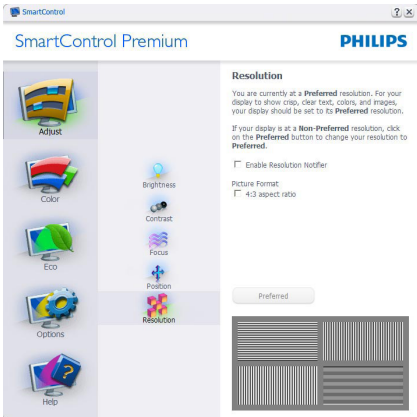 SmartControl
SmartControl Premium
PHILIPS
Adjust
Color
Eco
Options
Help
Brightness
Contrast
Focus
Position
Resolution
Resolution
You are currently at a Preferred resolution. For your
display to show crisp, clear text, colors, and images,
your display should be set to its Preferred resolution.
If your display is at a Non-Preferred resolution, click
on the Preferred button to change your resolution to
Preferred.
Enable Resolution Notifier
Picture Format
4:3 aspect ratio
Preferred